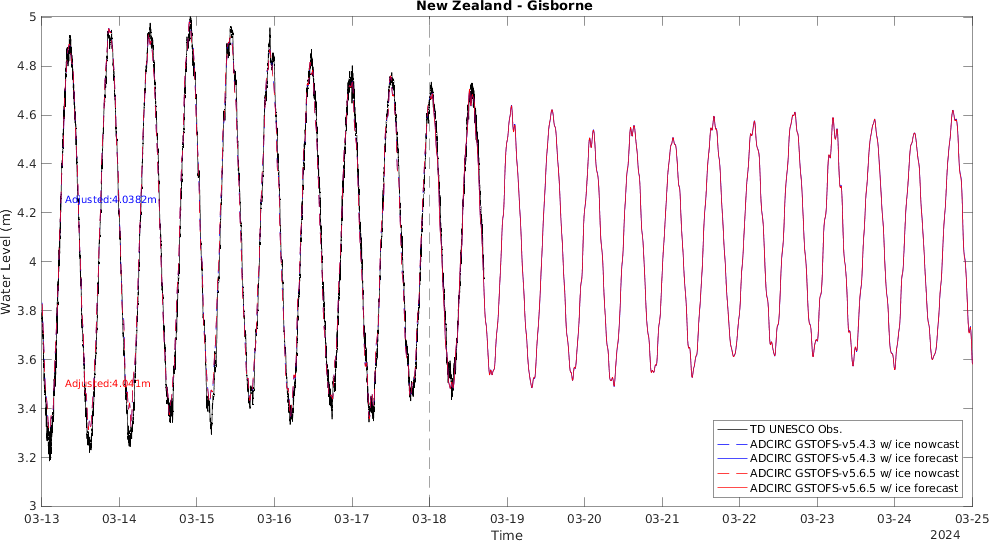 New Zealand - Gisborne
5
4.8
4.6
4.4
4.2
4
3.8
3.6
3.4
3.2
3
Water Level (m)
Adjusted:4.0382m
Adjusted:4.041m
TD UNESCO Obs.
ADCIRC GSTOFS-v5.4.3 w/ ice nowcast
ADCIRC GSTOFS-v5.4.3 w/ ice forecast
ADCIRC GSTOFS-v5.6.5 w/ ice nowcast
ADCIRC GSTOFS-v5.6.5 w/ ice forecast
03-13 03-14 03-15 03-16 03-17 03-18 03-19 03-20 03-21 03-22 03-23 03-24 03-25
Time
2024